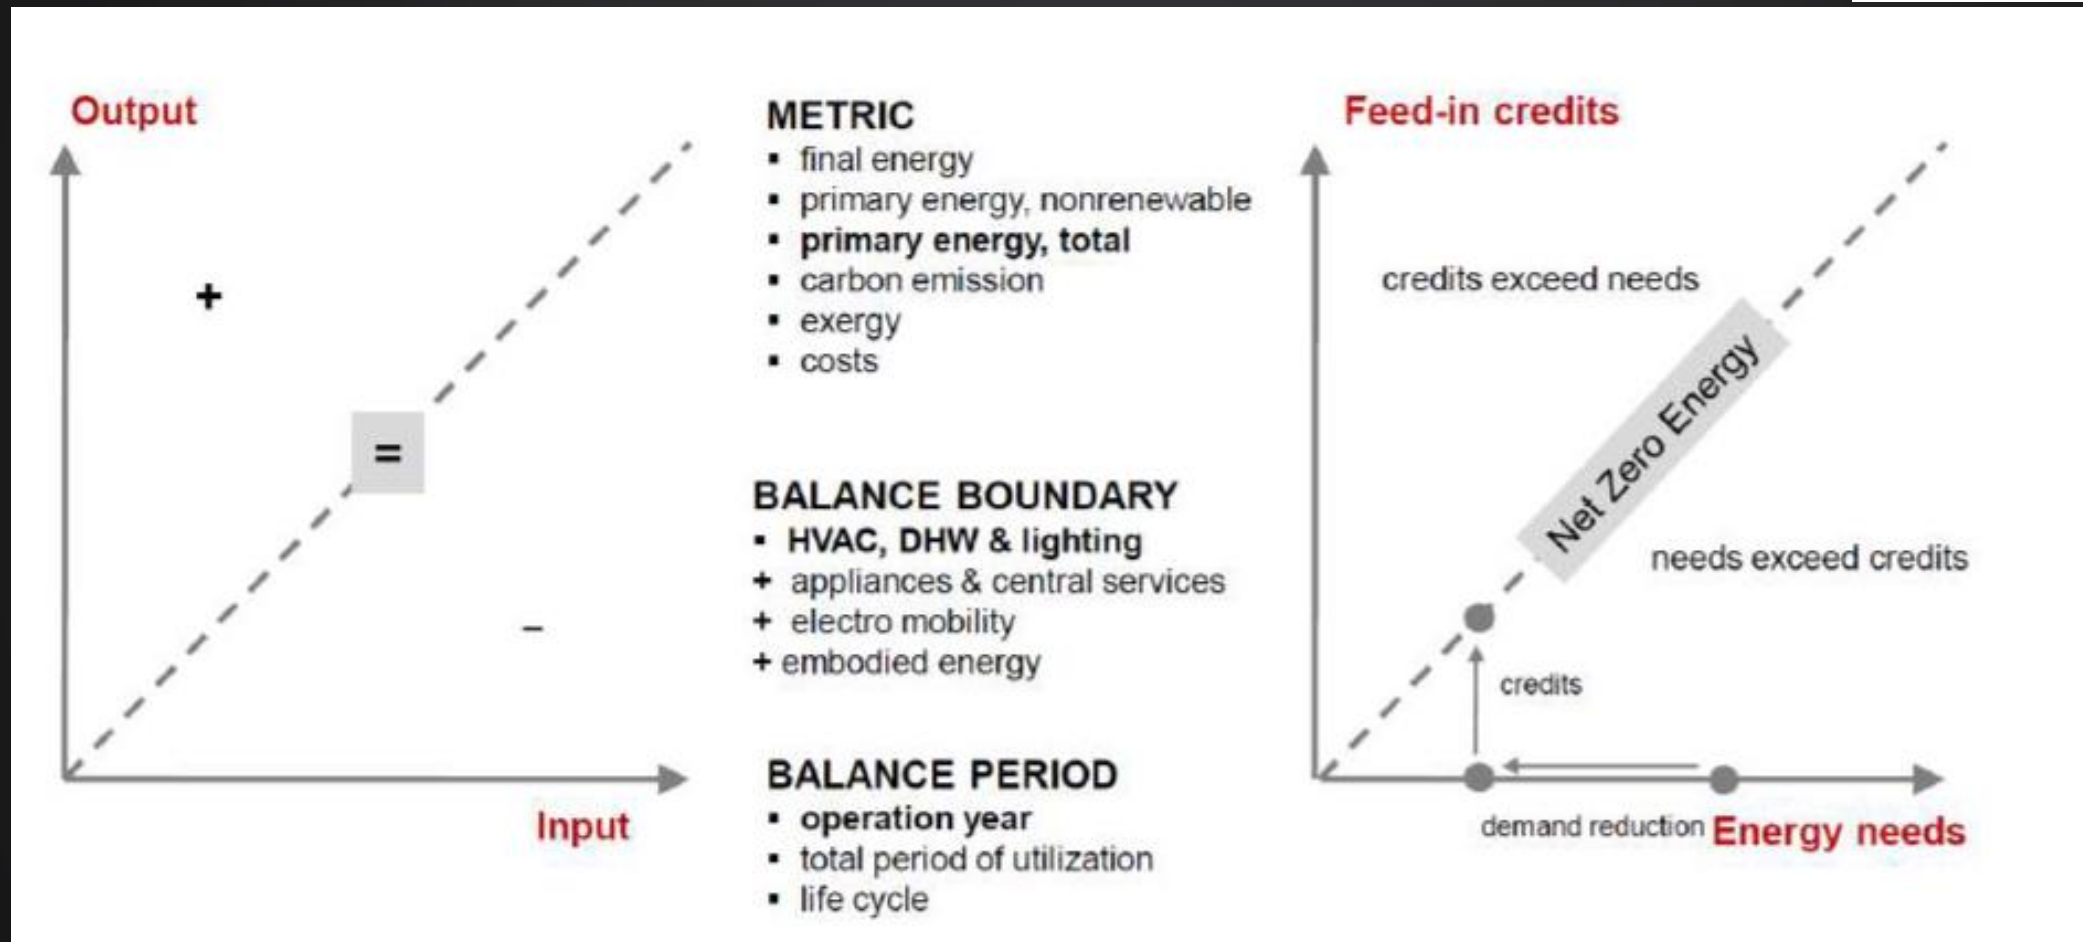 Output
+
=
–
Input
METRIC
▪ final energy
▪ primary energy, nonrenewable
▪ primary energy, total
▪ carbon emission
▪ exergy
▪ costs
BALANCE BOUNDARY
▪ HVAC, DHW & lighting
+ appliances & central services
+ electro mobility
+ embodied energy
BALANCE PERIOD
▪ operation year
▪ total period of utilization
▪ life cycle
Feed-in credits
credits exceed needs
Net Zero Energy
needs exceed credits
credits
demand reduction
Energy needs